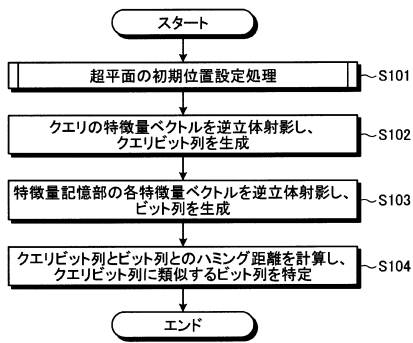 スタート
超平面の初期位置設定処理
S101
クエリの特徴量ベクトルを逆立体射影し、
クエリビット列を生成
S102
特徴量記憶部の各特徴量ベクトルを逆立体射影し、
ビット列を生成
S103
クエリビット列とビット列とのハミング距離を計算し、
クエリビット列に類似するビット列を特定
S104
エンド